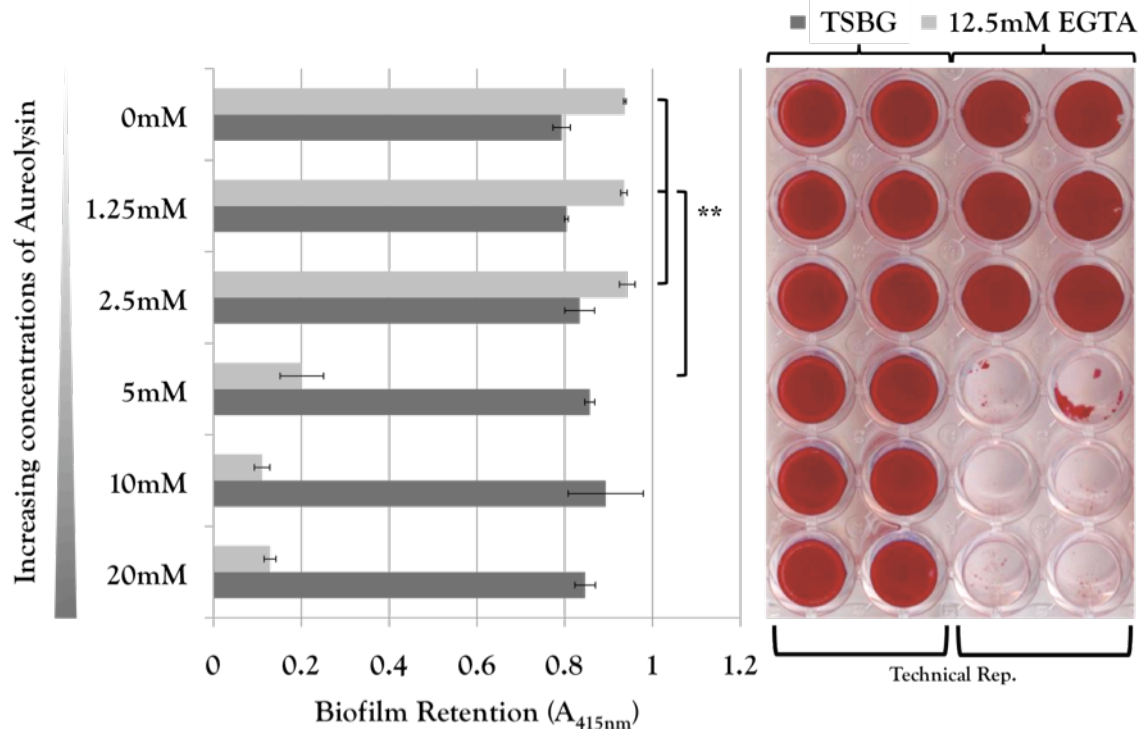 TSBG 12.5mM EGTA
Increasing concentrations of Aureolysin
0mM
1.25mM
2.5mM
5mM
10mM
20mM
**
0 0.2 0.4 0.6 0.8 1 1.2
Biofilm Retention (A415nm)
Technical Rep.